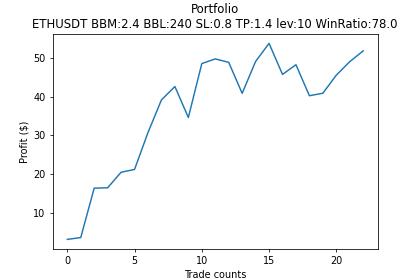 Portfolio
ETHUSDT BBM:2.4 BBL:240 SL:0.8 TP:1.4 lev:10 WinRatio:78.0
50
40
30
20
10
Profit ($)
0 5 10 15 20
Trade counts